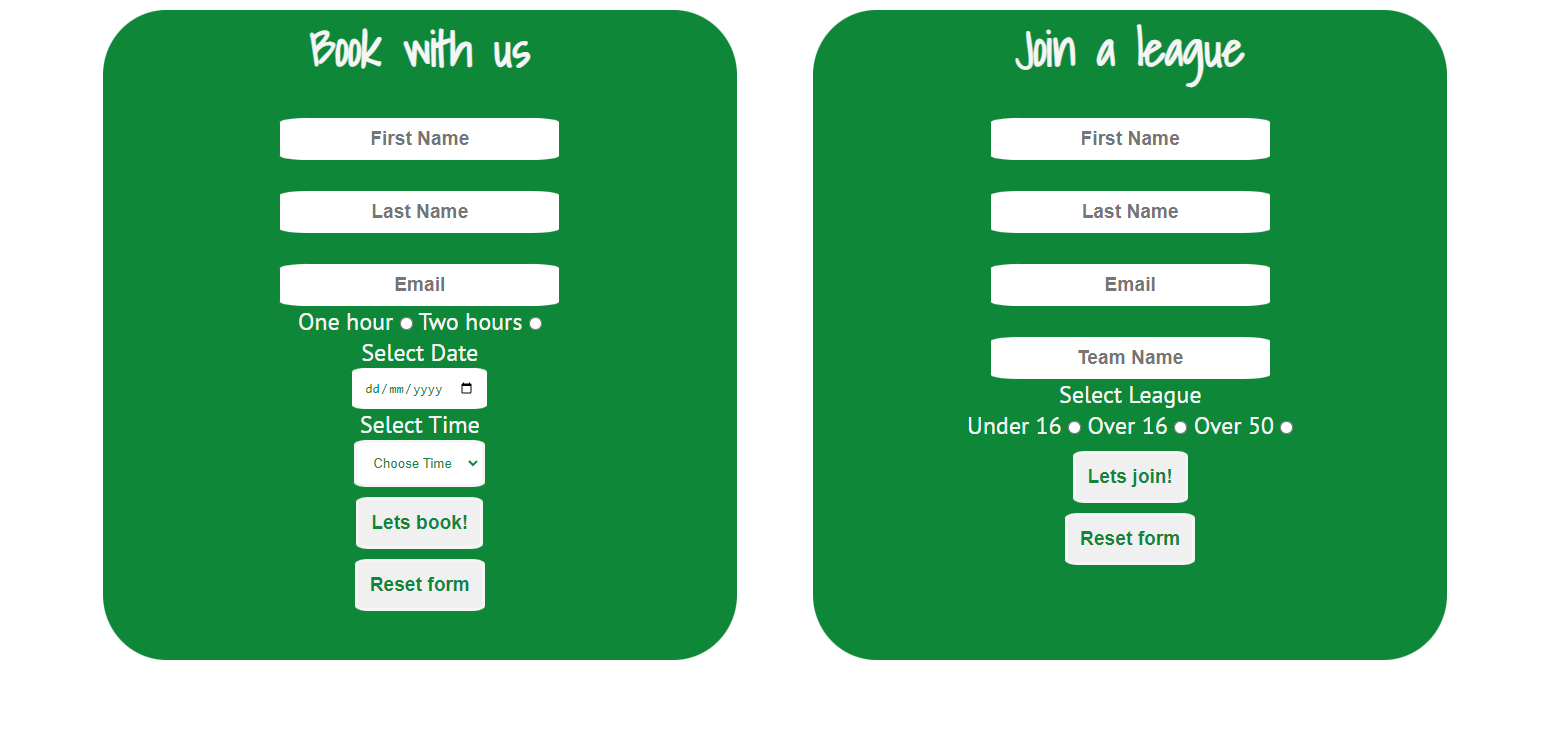 Book with us
First Name
Last Name
Email
One hour Two hours
Select Date
dd/mm/yyyy
Select Time
Choose Time
Lets book!
Reset form
Join a league
First Name
Last Name
Email
Team Name
Select League
Under 16 Over 16 Over 50
Lets join!
Reset form